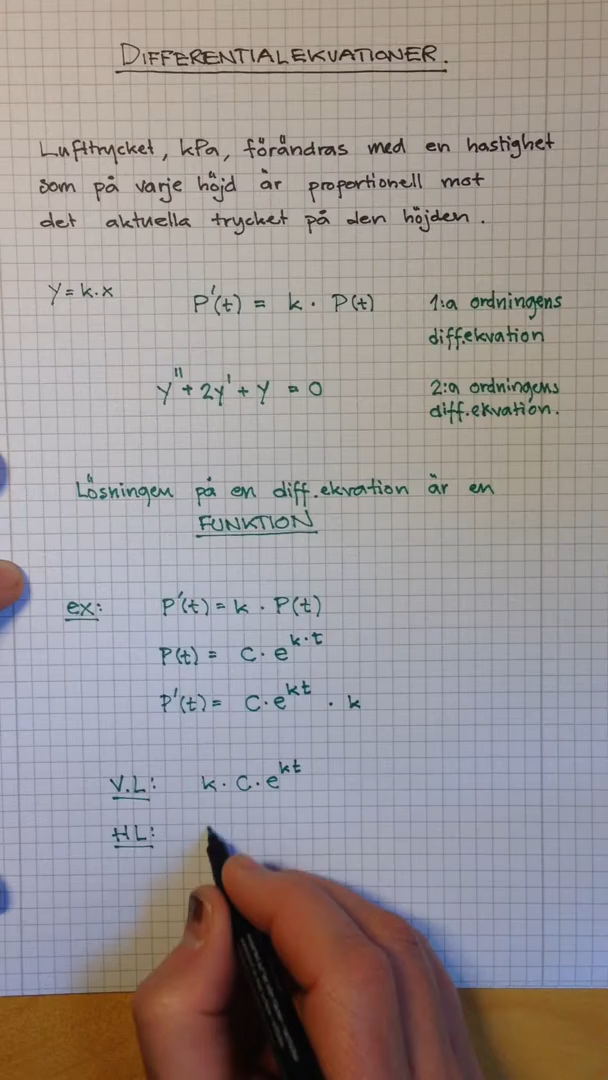 DIFFERENTIALEKVATIONER.
Lufttrycket, kPa, förändras med en hastighet
som på varje höjd är proportionell mot
det aktuella trycket på den höjden.
y = k·x
P'(t) = k · P(t)
1:a ordningens
diff.ekvation
y'' + 2y' + y = 0
2:a ordningens
diff.ekvation.
Lösningen på en diff.ekvation är en
FUNKTION
ex: P'(t) = k · P(t)
P(t) = C·e^{k·t}
P'(t) = C·e^{kt} · k
V.L: k · C · e^{kt}
HL: